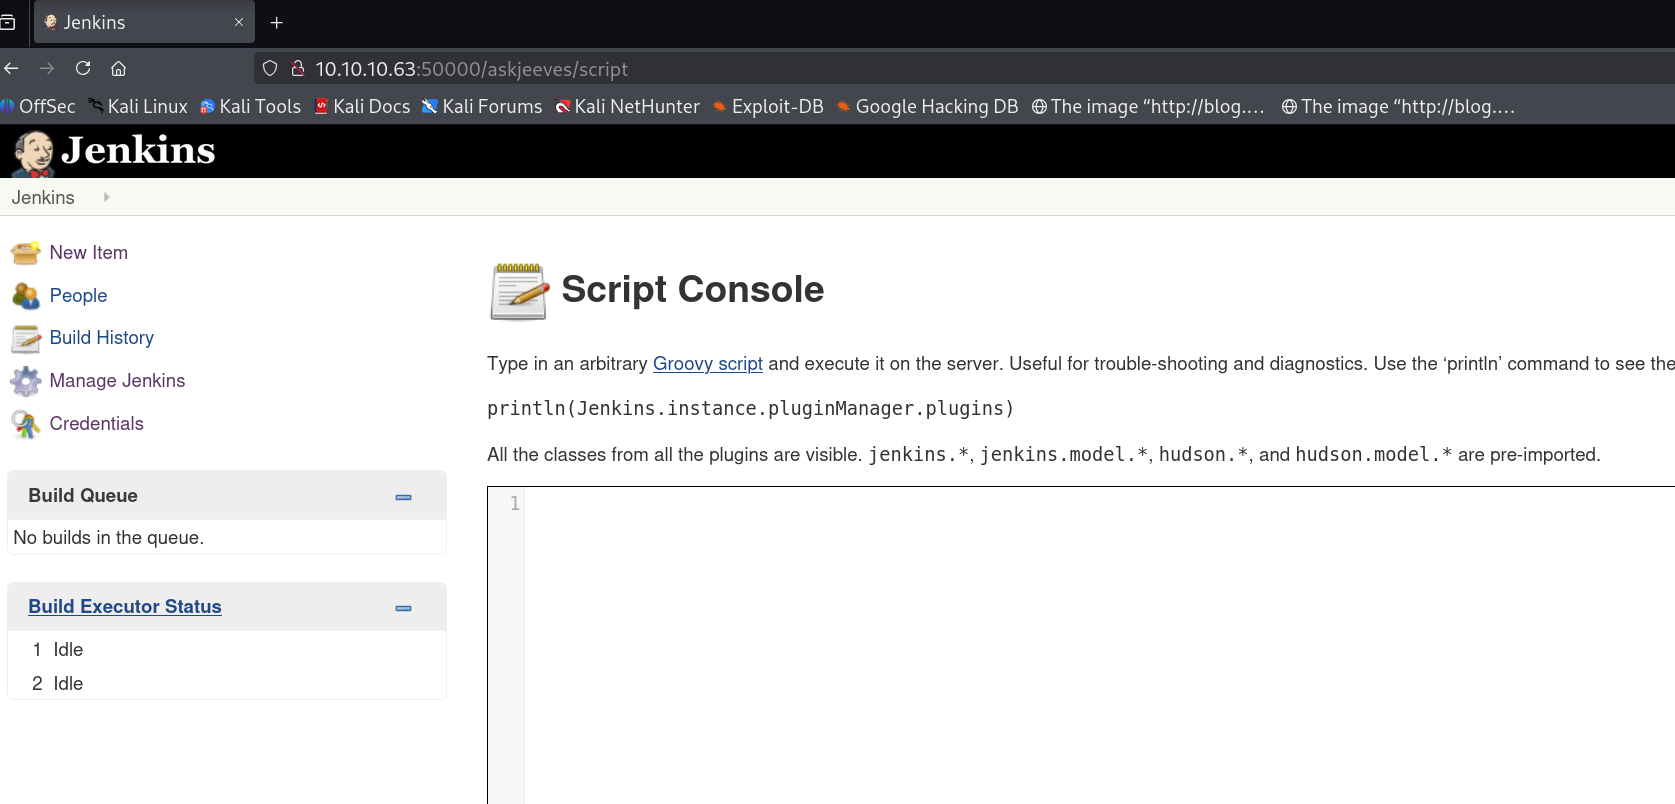 Jenkins
10.10.10.63:50000/askjeeves/script
OffSec Kali Linux Kali Tools Kali Docs Kali Forums Kali NetHunter Exploit-DB Google Hacking DB The image “http://blog.... The image “http://blog....
Jenkins
Jenkins
New Item
People
Build History
Manage Jenkins
Credentials
Build Queue
No builds in the queue.
Build Executor Status
1 Idle
2 Idle
Script Console
Type in an arbitrary Groovy script and execute it on the server. Useful for trouble-shooting and diagnostics. Use the ‘println’ command to see the
println(Jenkins.instance.pluginManager.plugins)
All the classes from all the plugins are visible. jenkins.*, jenkins.model.*, hudson.*, and hudson.model.* are pre-imported.
1